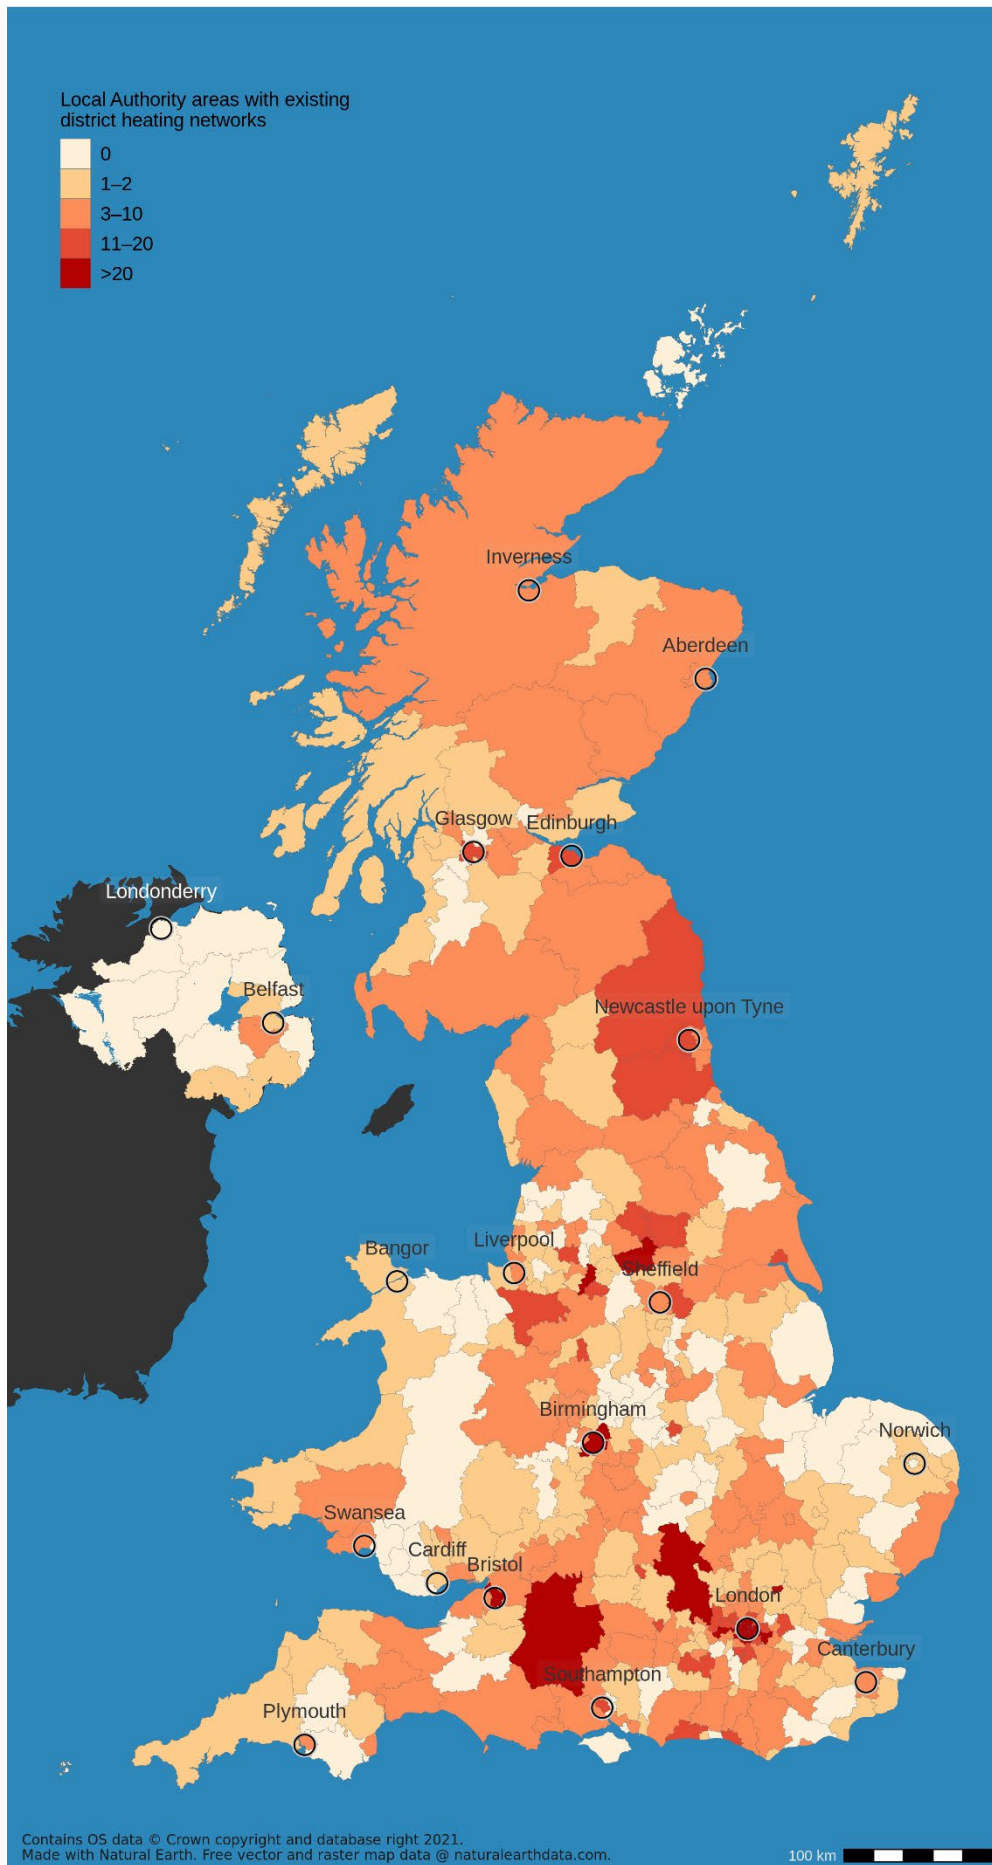 Local Authority areas with existing
district heating networks
0
1–2
3–10
11–20
>20
Inverness
Aberdeen
Glasgow
Edinburgh
Londonderry
Belfast
Newcastle upon Tyne
Liverpool
Bangor
Sheffield
Birmingham
Norwich
Swansea
Cardiff
Bristol
London
Canterbury
Southampton
Plymouth
Contains OS data © Crown copyright and database right 2021.
Made with Natural Earth. Free vector and raster map data @ naturalearthdata.com.
100 km